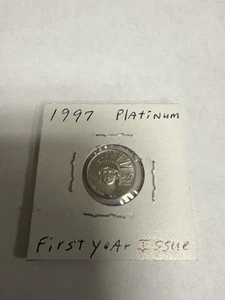 1997 Platinum
First yeAr Issue